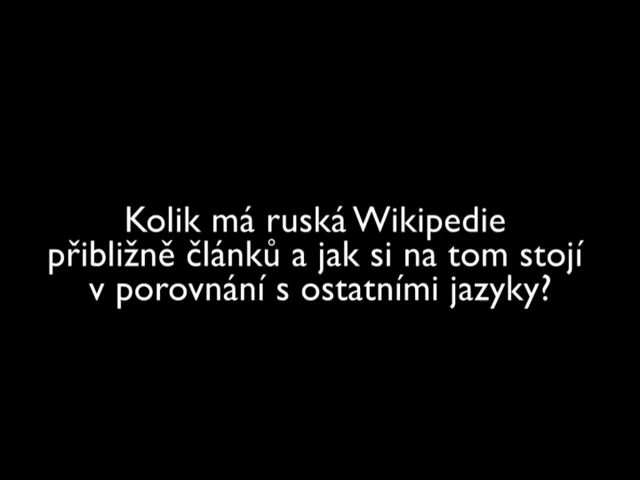 Kolik má ruská Wikipedie
přibližně článků a jak si na tom stojí
v porovnání s ostatními jazyky?